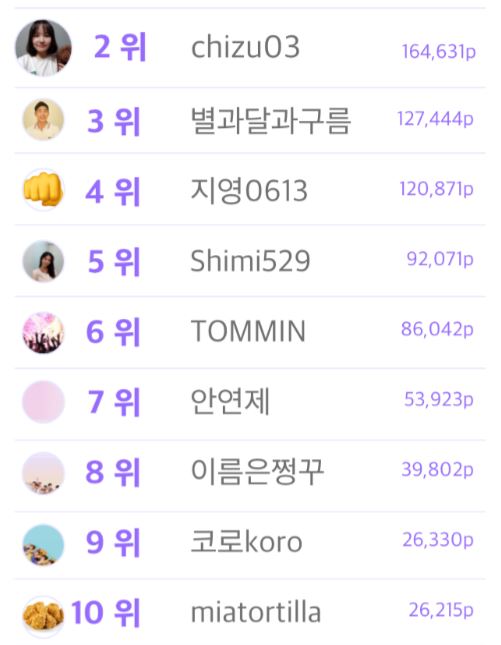 2 위 chizu03 164,631p
3 위 별과달과구름 127,444p
4 위 지영0613 120,871p
5 위 Shimi529 92,071p
6 위 TOMMIN 86,042p
7 위 안연제 53,923p
8 위 이름은쩡꾸 39,802p
9 위 코로koro 26,330p
10 위 miatortilla 26,215p